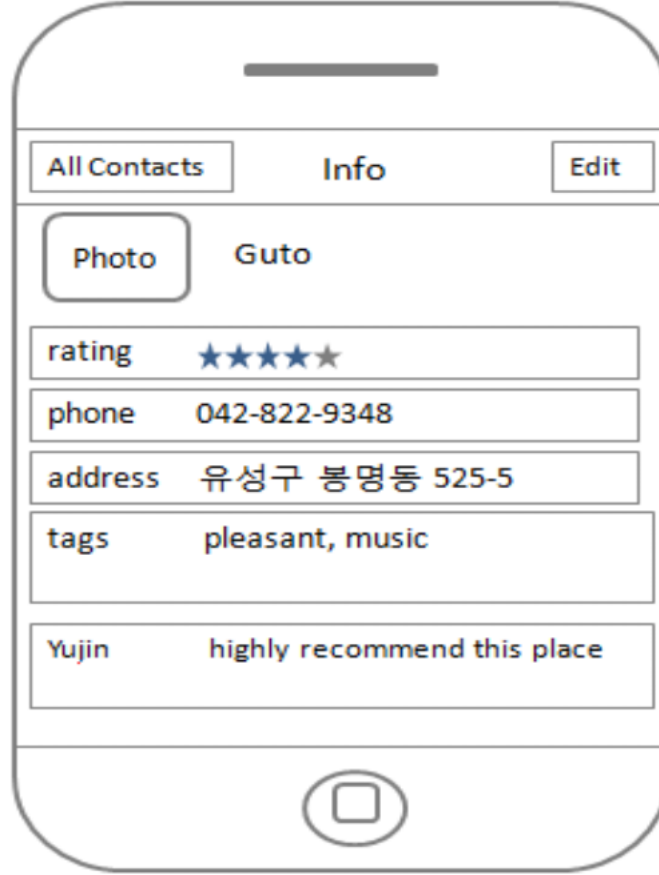 All Contacts Info Edit
Photo Guto
rating ★★★★★
phone 042-822-9348
address 유성구 봉명동 525-5
tags pleasant, music
Yujin highly recommend this place